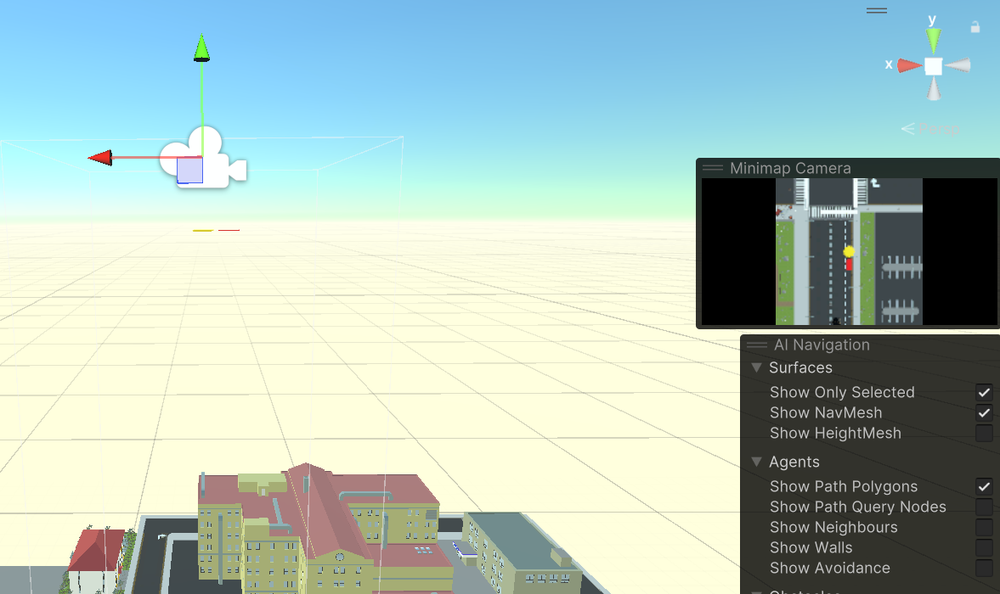 y
x
Persp
Minimap Camera
AI Navigation
Surfaces
Show Only Selected
Show NavMesh
Show HeightMesh
Agents
Show Path Polygons
Show Path Query Nodes
Show Neighbours
Show Walls
Show Avoidance
Obstacles